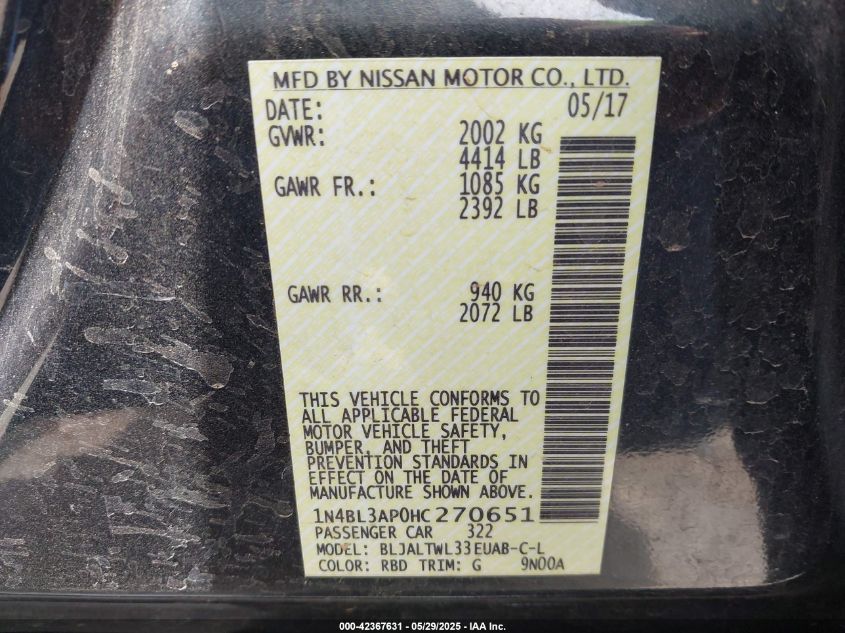 MFD BY NISSAN MOTOR CO., LTD.
DATE: 05/17
GVWR: 2002 KG
4414 LB
GAWR FR.: 1085 KG
2392 LB
GAWR RR.: 940 KG
2072 LB
THIS VEHICLE CONFORMS TO
ALL APPLICABLE FEDERAL
MOTOR VEHICLE SAFETY,
BUMPER, AND THEFT
PREVENTION STANDARDS IN
EFFECT ON THE DATE OF
MANUFACTURE SHOWN ABOVE.
1N4BL3AP0HC270651
PASSENGER CAR 322
MODEL: BLJALTWL33EUAB-C-L
COLOR: RBD TRIM: G 9N00A
000-42367631 - 05/29/2025 - IAA Inc.